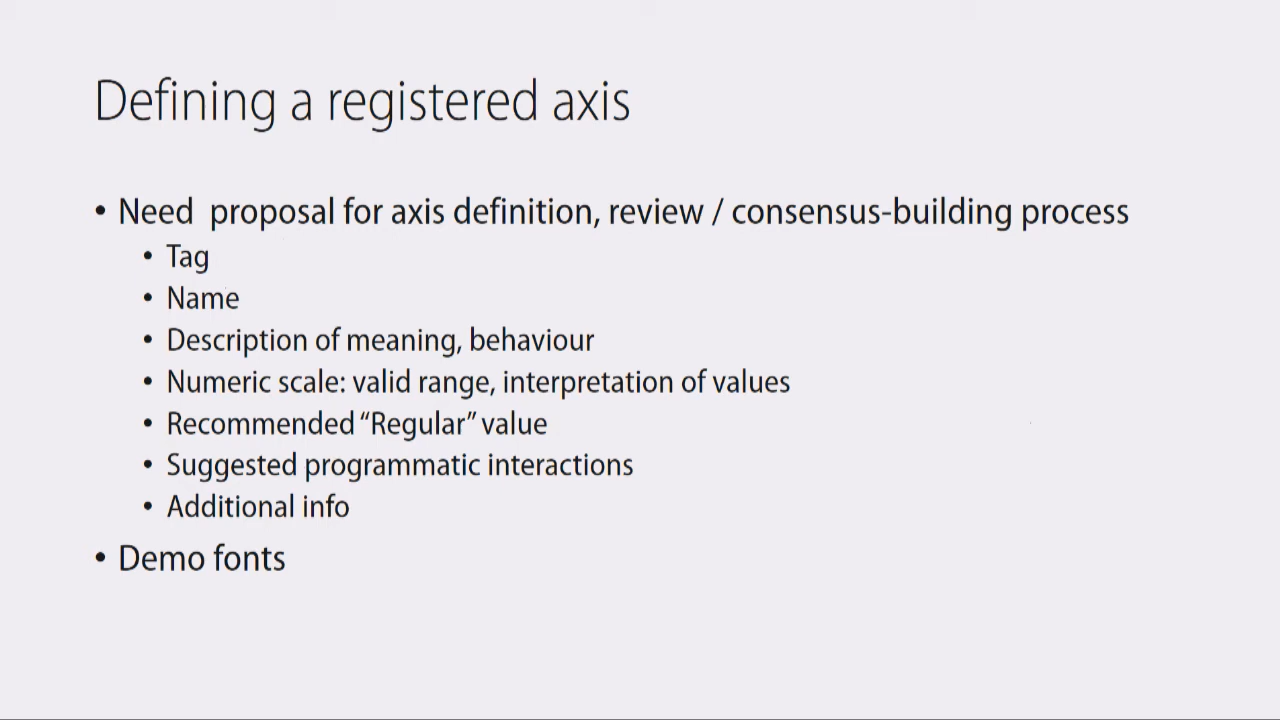 Defining a registered axis
• Need proposal for axis definition, review / consensus-building process
• Tag
• Name
• Description of meaning, behaviour
• Numeric scale: valid range, interpretation of values
• Recommended “Regular” value
• Suggested programmatic interactions
• Additional info
• Demo fonts